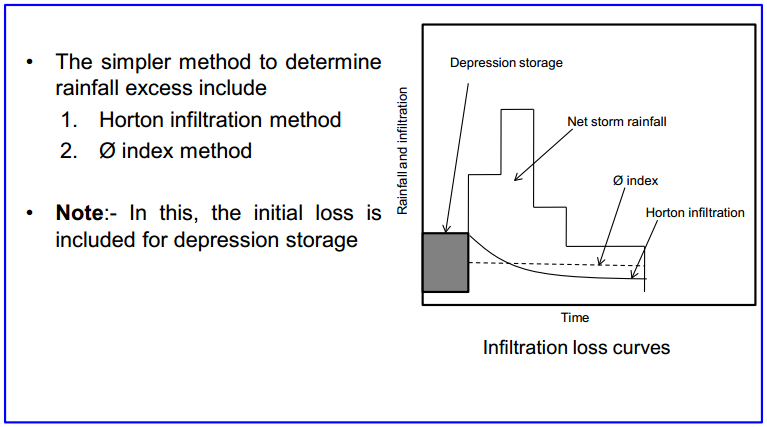 • The simpler method to determine
rainfall excess include
1. Horton infiltration method
2. Ø index method
• Note:- In this, the initial loss is
included for depression storage
Rainfall and infiltration
Depression storage
Net storm rainfall
Ø index
Horton infiltration
Time
Infiltration loss curves